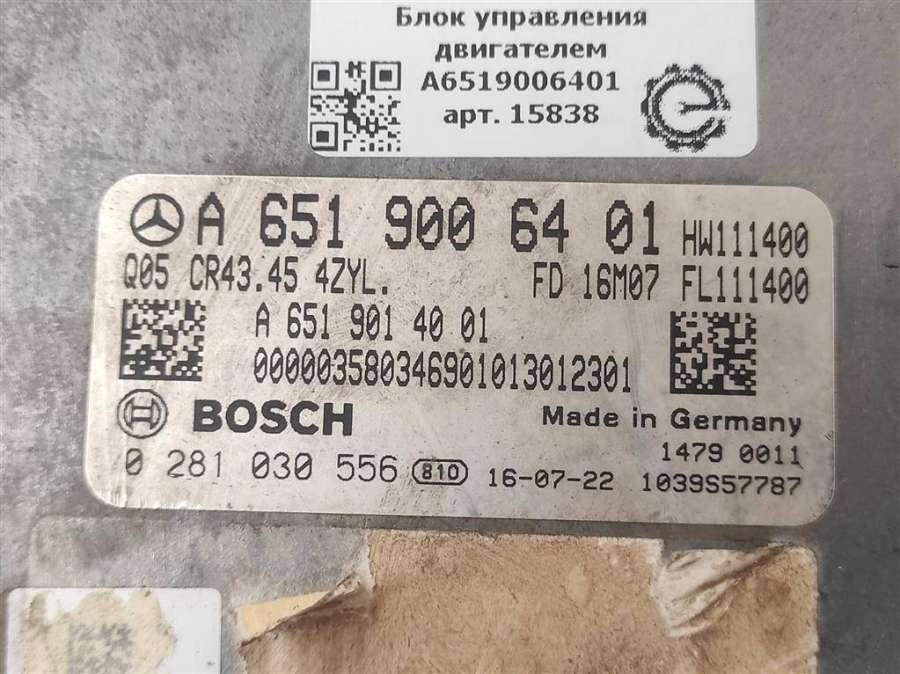 Блок управления
двигателем
A6519006401
арт. 15838
A 651 900 64 01 HW111400
Q05 CR43.45 4ZYL. FD 16M07 FL111400
A 651 901 40 01
000003580346901013012301
BOSCH Made in Germany
1479 0011
0 281 030 556 810 16-07-22 1039S57787